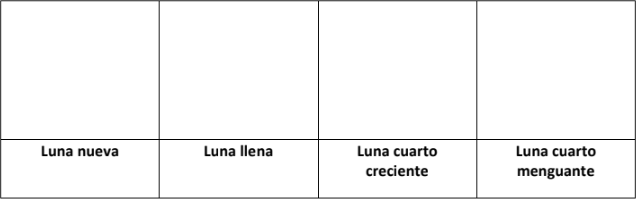 Luna nueva
Luna llena
Luna cuarto
creciente
Luna cuarto
menguante